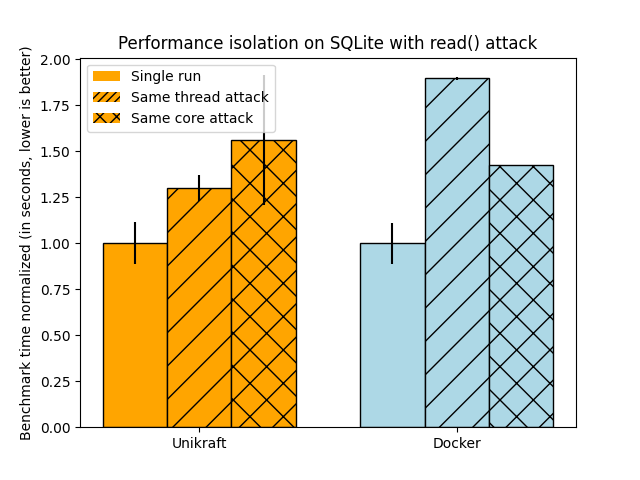 Performance isolation on SQLite with read() attack
Benchmark time normalized (in seconds, lower is better)
2.00
1.75
1.50
1.25
1.00
0.75
0.50
0.25
0.00
Single run
Same thread attack
Same core attack
Unikraft
Docker